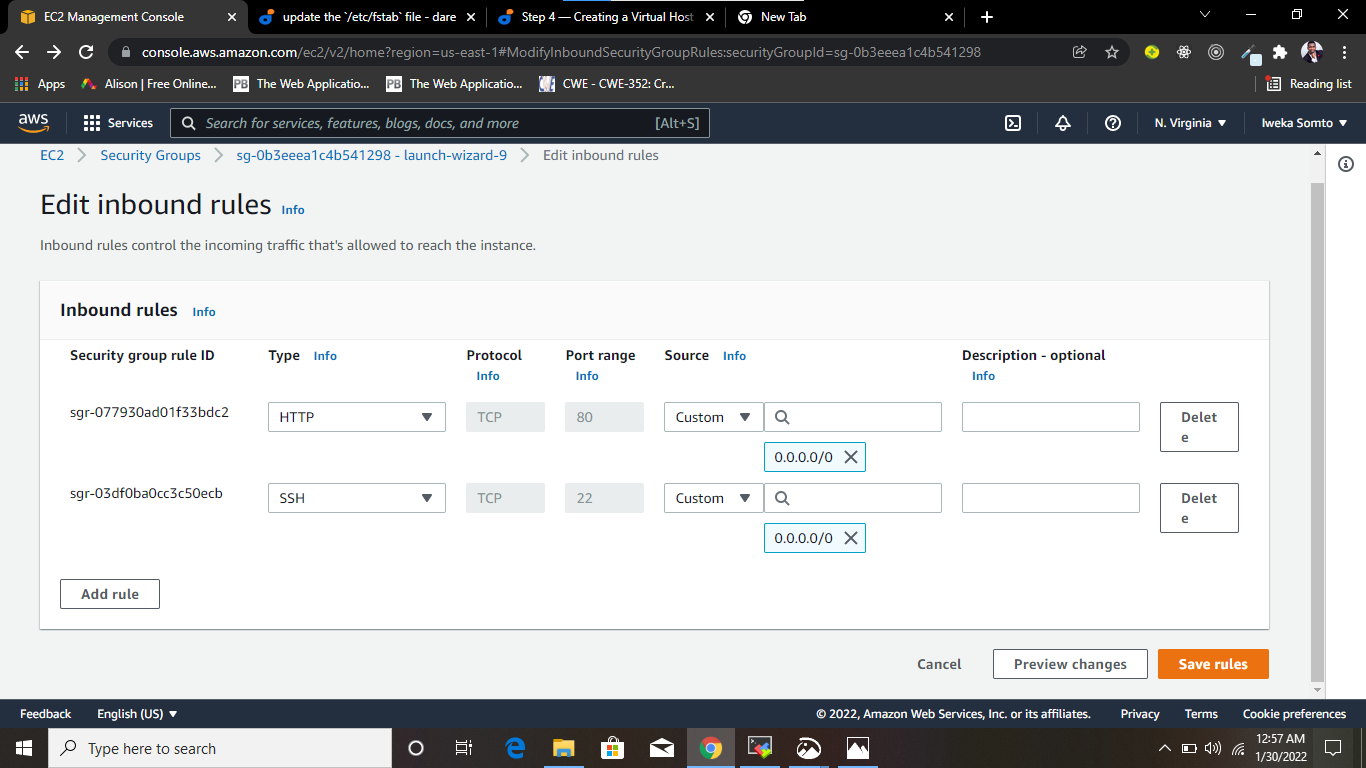 EC2 Management Console
update the `/etc/fstab` file - dare
Step 4 — Creating a Virtual Host
New Tab
console.aws.amazon.com/ec2/v2/home?region=us-east-1#ModifyInboundSecurityGroupRules:securityGroupId=sg-0b3eeea1c4b541298
Apps
Alison | Free Online...
PB The Web Applicatio...
PB The Web Applicatio...
CWE - CWE-352: Cr...
Reading list
aws
Services
Search for services, features, blogs, docs, and more [Alt+S]
N. Virginia
Iweka Somto
EC2 > Security Groups > sg-0b3eeea1c4b541298 - launch-wizard-9 > Edit inbound rules
Edit inbound rules Info
Inbound rules control the incoming traffic that's allowed to reach the instance.
Inbound rules Info
Security group rule ID Type Info Protocol Port range Source Info Description - optional
Info Info Info
sgr-077930ad01f33bdc2 HTTP TCP 80 Custom Delet
e
0.0.0.0/0
sgr-03df0ba0cc3c50ecb SSH TCP 22 Custom Delet
e
0.0.0.0/0
Add rule
Cancel Preview changes Save rules
Feedback English (US) © 2022, Amazon Web Services, Inc. or its affiliates. Privacy Terms Cookie preferences
Type here to search
12:57 AM
1/30/2022